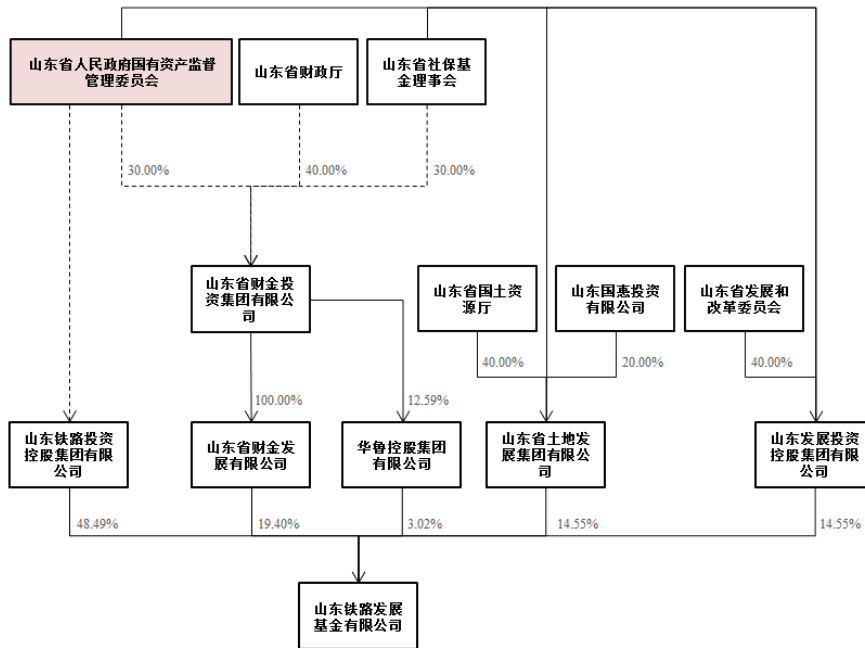 山东省人民政府国有资产监督
管理委员会
山东省财政厅
山东省社保基
金理事会
30.00%
40.00%
30.00%
山东省财金投
资集团有限公
司
山东省国土资
源厅
山东国惠投资
有限公司
山东省发展和
改革委员会
40.00%
20.00%
40.00%
100.00%
12.59%
山东铁路投资
控股集团有限
公司
山东省财金发
展有限公司
华鲁控股集团
有限公司
山东省土地发
展集团有限公
司
山东发展投资
控股集团有限
公司
48.49%
19.40%
3.02%
14.55%
14.55%
山东铁路发展
基金有限公司